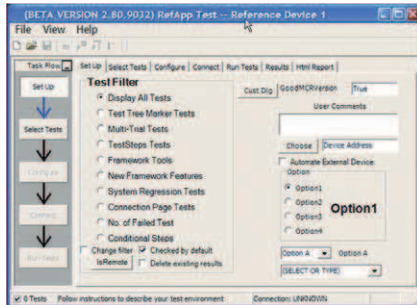 (BETA VERSION 2.80.9032) RefApp Test -- Reference Device 1
File View Help
Task Flow
Set Up
Select Tests
Configure
Connect
Run Tests
Set Up Select Tests Configure Connect Run Tests Results Html Report
Test Filter
Display All Tests
Test Tree Marker Tests
Multi-Trial Tests
TestSteps Tests
Framework Tools
New Framework Features
System Regression Tests
Connection Page Tests
No. of Failed Test
Conditional Steps
Change filter Checked by default
IsRemote Delete existing results
Cust Dlg GoodMCRVersion True
User Comments
Choose Device Address
Automate External Device
Option
Option1
Option2
Option3
Option4
Option1
Option A Option A
(SELECT OR TYPE)
0 Tests Follow instructions to describe your test environment Connection: UNKNOWN